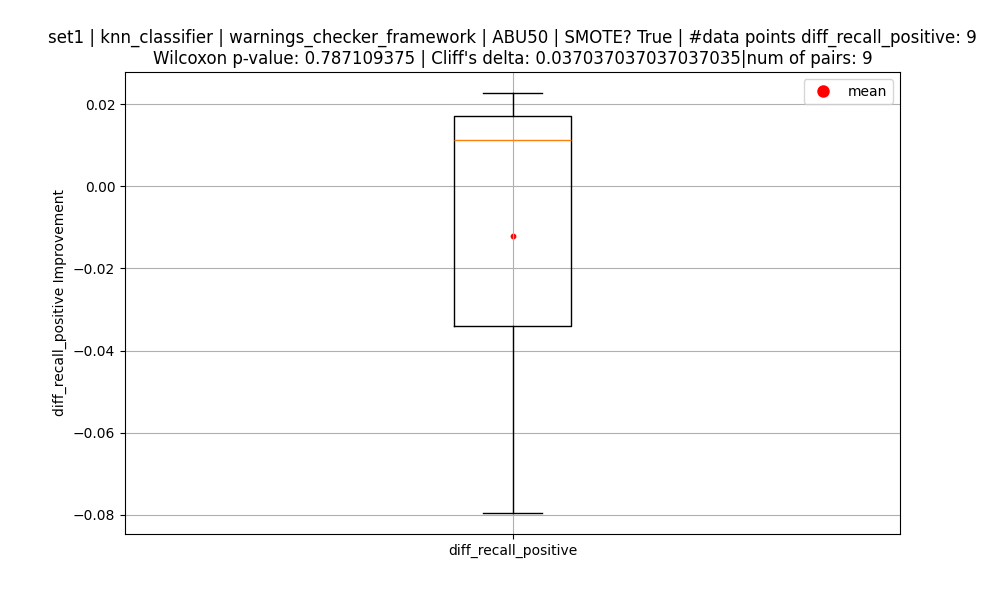 set1 | knn_classifier | warnings_checker_framework | ABU50 | SMOTE? True | #data points diff_recall_positive: 9
Wilcoxon p-value: 0.787109375 | Cliff's delta: 0.037037037037037035|num of pairs: 9
mean
0.02
0.00
−0.02
−0.04
−0.06
−0.08
diff_recall_positive Improvement
diff_recall_positive